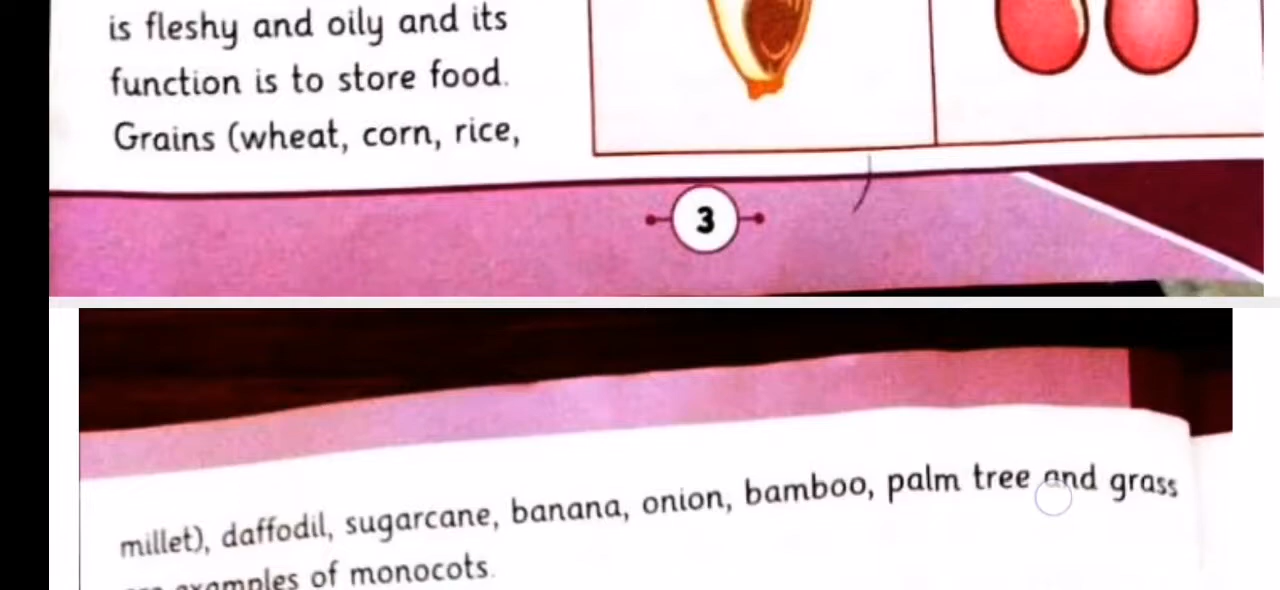 is fleshy and oily and its
function is to store food.
Grains (wheat, corn, rice,
3
millet), daffodil, sugarcane, banana, onion, bamboo, palm tree and grass
examples of monocots.